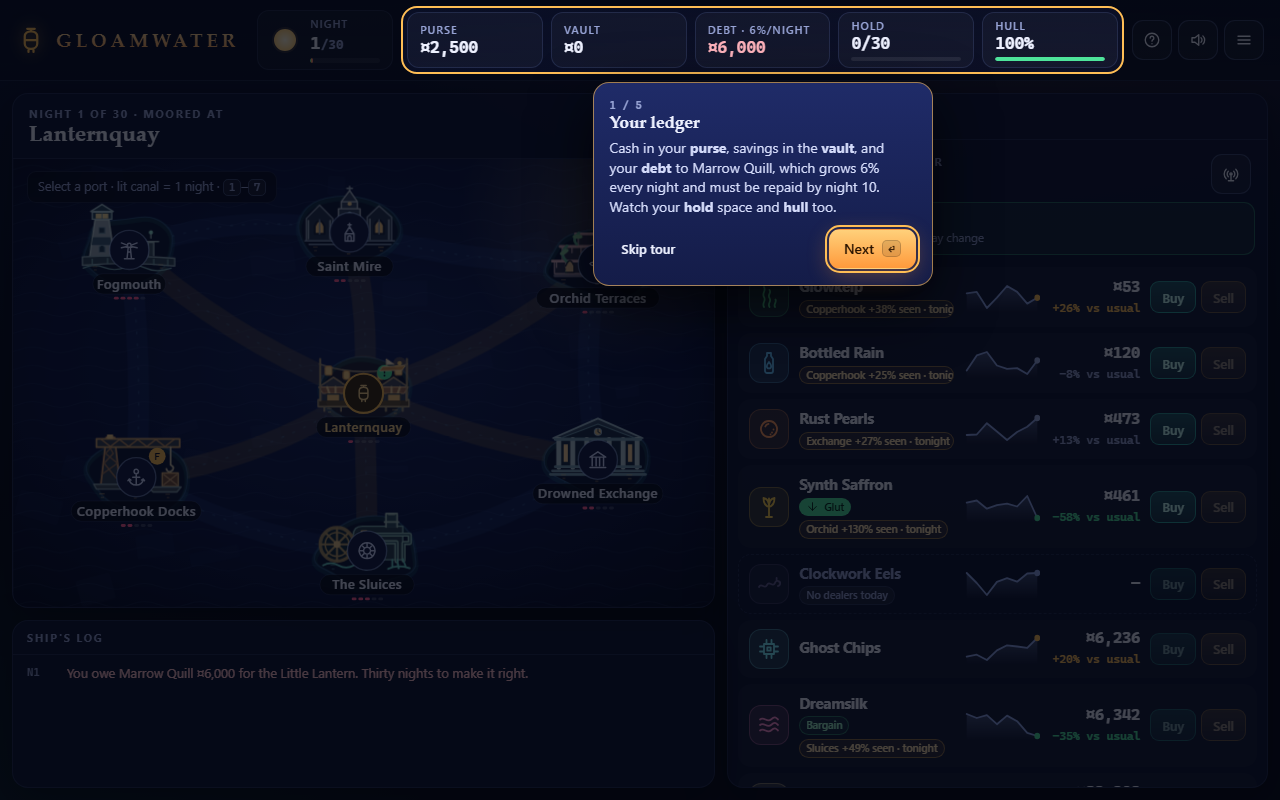 GLOAMWATER
NIGHT
1/30
PURSE
¤2,500
VAULT
¤0
DEBT · 6%/NIGHT
¤6,000
HOLD
0/30
HULL
100%
NIGHT 1 OF 30 · MOORED AT
Lanternquay
Select a port · lit canal = 1 night · 1–7
Fogmouth
Saint Mire
Orchid Terraces
Lanternquay
F
Copperhook Docks
Drowned Exchange
The Sluices
1 / 5
Your ledger
Cash in your purse, savings in the vault, and
your debt to Marrow Quill, which grows 6%
every night and must be repaid by night 10.
Watch your hold space and hull too.
Skip tour
Next ↵
change
Glowkelp
Copperhook +38% seen · tonig
¤53
+26% vs usual
Buy
Sell
Bottled Rain
Copperhook +25% seen · tonig
¤120
−8% vs usual
Buy
Sell
Rust Pearls
Exchange +27% seen · tonight
¤473
+13% vs usual
Buy
Sell
Synth Saffron
↓ Glut
Orchid +130% seen · tonight
¤461
−58% vs usual
Buy
Sell
Clockwork Eels
No dealers today
—
Buy
Sell
Ghost Chips
¤6,236
+20% vs usual
Buy
Sell
Dreamsilk
Bargain
Sluices +49% seen · tonight
¤6,342
−35% vs usual
Buy
Sell
SHIP'S LOG
N1 You owe Marrow Quill ¤6,000 for the Little Lantern. Thirty nights to make it right.